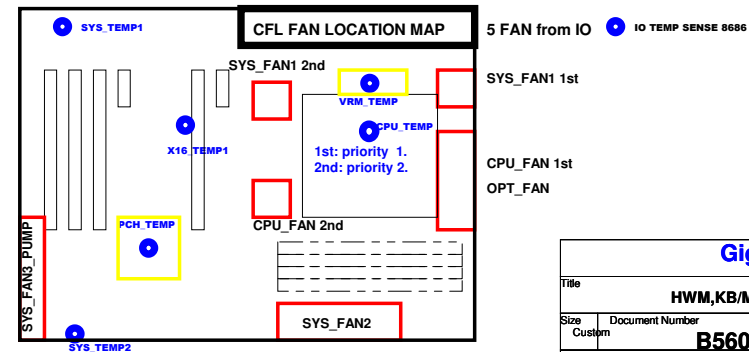 SYS_TEMP1
CFL FAN LOCATION MAP
5 FAN from IO
IO TEMP SENSE 8686
SYS_FAN1 2nd
SYS_FAN1 1st
VRM_TEMP
CPU_TEMP
X16_TEMP1
1st: priority 1.
2nd: priority 2.
CPU_FAN 1st
OPT_FAN
PCH_TEMP
CPU_FAN 2nd
SYS_FAN3_PUMP
SYS_FAN2
SYS_TEMP2
Gig
Title
HWM,KB/M
Size
Document Number
Custom
B560